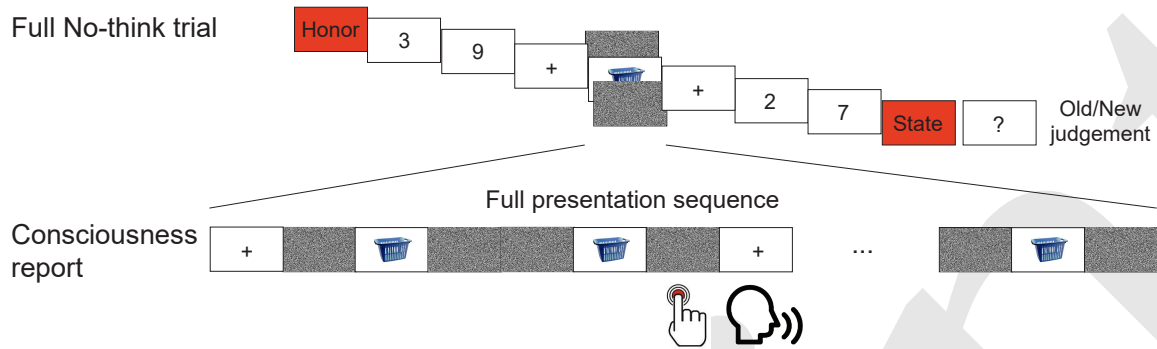 Full No-think trial
Honor
3
9
+
+
2
7
State
?
Old/New
judgement
Full presentation sequence
Consciousness
report
+
+
...